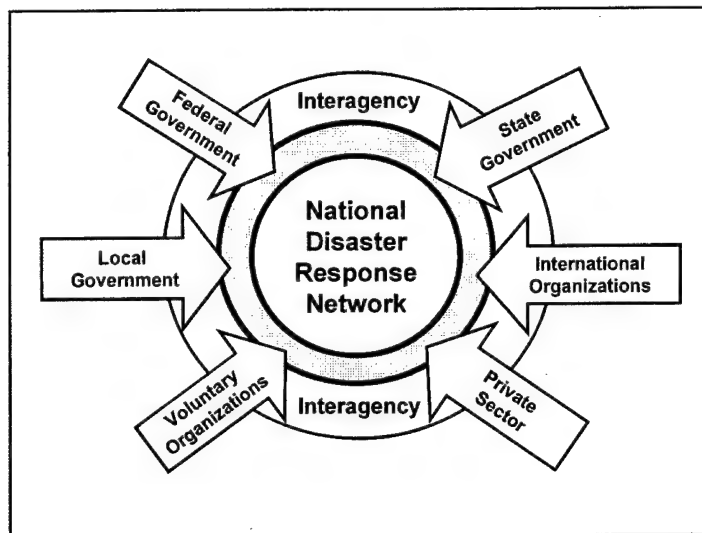 Interagency
Federal
Government
State
Government
National
Disaster
Response
Network
Local
Government
International
Organizations
Voluntary
Organizations
Private
Sector
Interagency